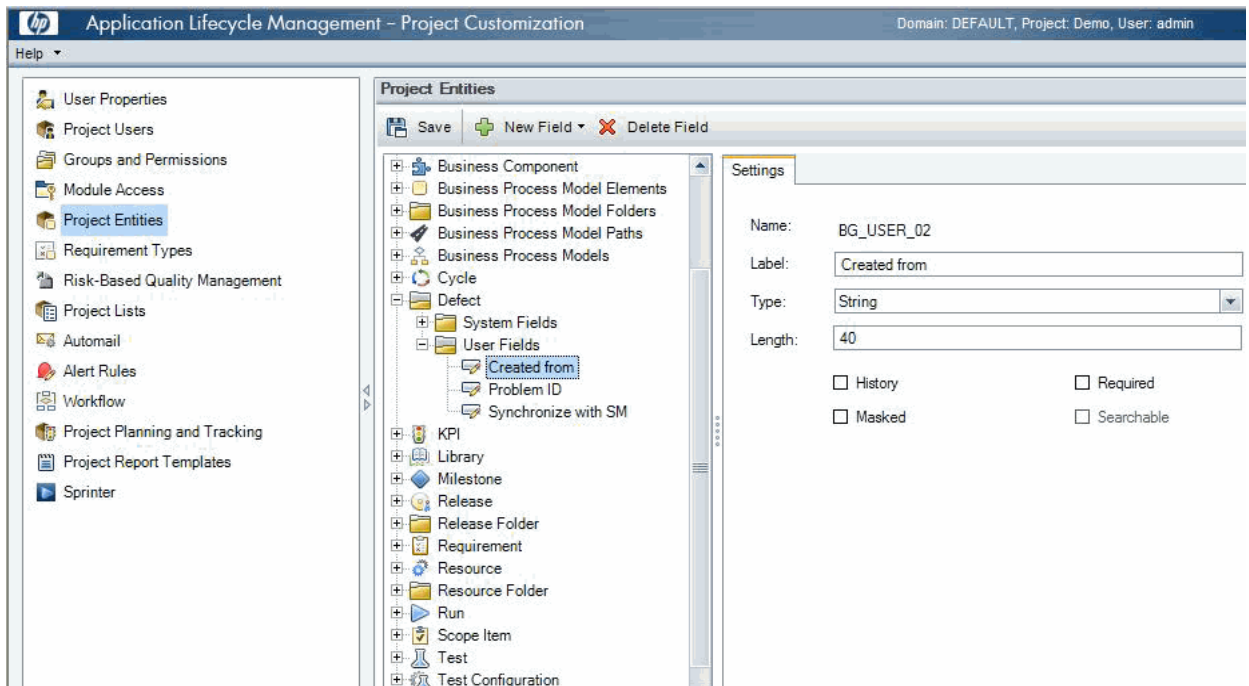 hp Application Lifecycle Management – Project Customization Domain: DEFAULT, Project: Demo, User: admin
Help
User Properties
Project Users
Groups and Permissions
Module Access
Project Entities
Requirement Types
Risk-Based Quality Management
Project Lists
Automail
Alert Rules
Workflow
Project Planning and Tracking
Project Report Templates
Sprinter
Project Entities
Save New Field Delete Field
Business Component
Business Process Model Elements
Business Process Model Folders
Business Process Model Paths
Business Process Models
Cycle
Defect
System Fields
User Fields
Created from
Problem ID
Synchronize with SM
KPI
Library
Milestone
Release
Release Folder
Requirement
Resource
Resource Folder
Run
Scope Item
Test
Test Configuration
Settings
Name: BG_USER_02
Label: Created from
Type: String
Length: 40
History Required
Masked Searchable